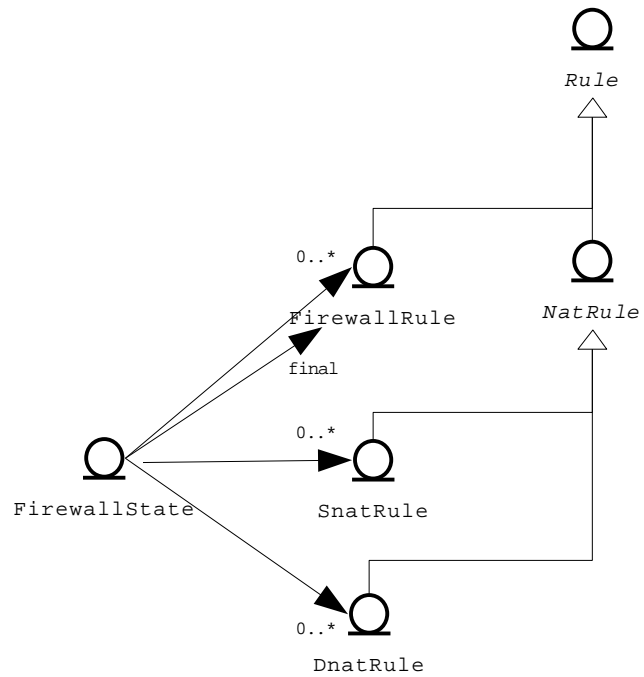 Rule
0..*
FirewallRule
NatRule
final
0..*
FirewallState
SnatRule
0..*
DnatRule